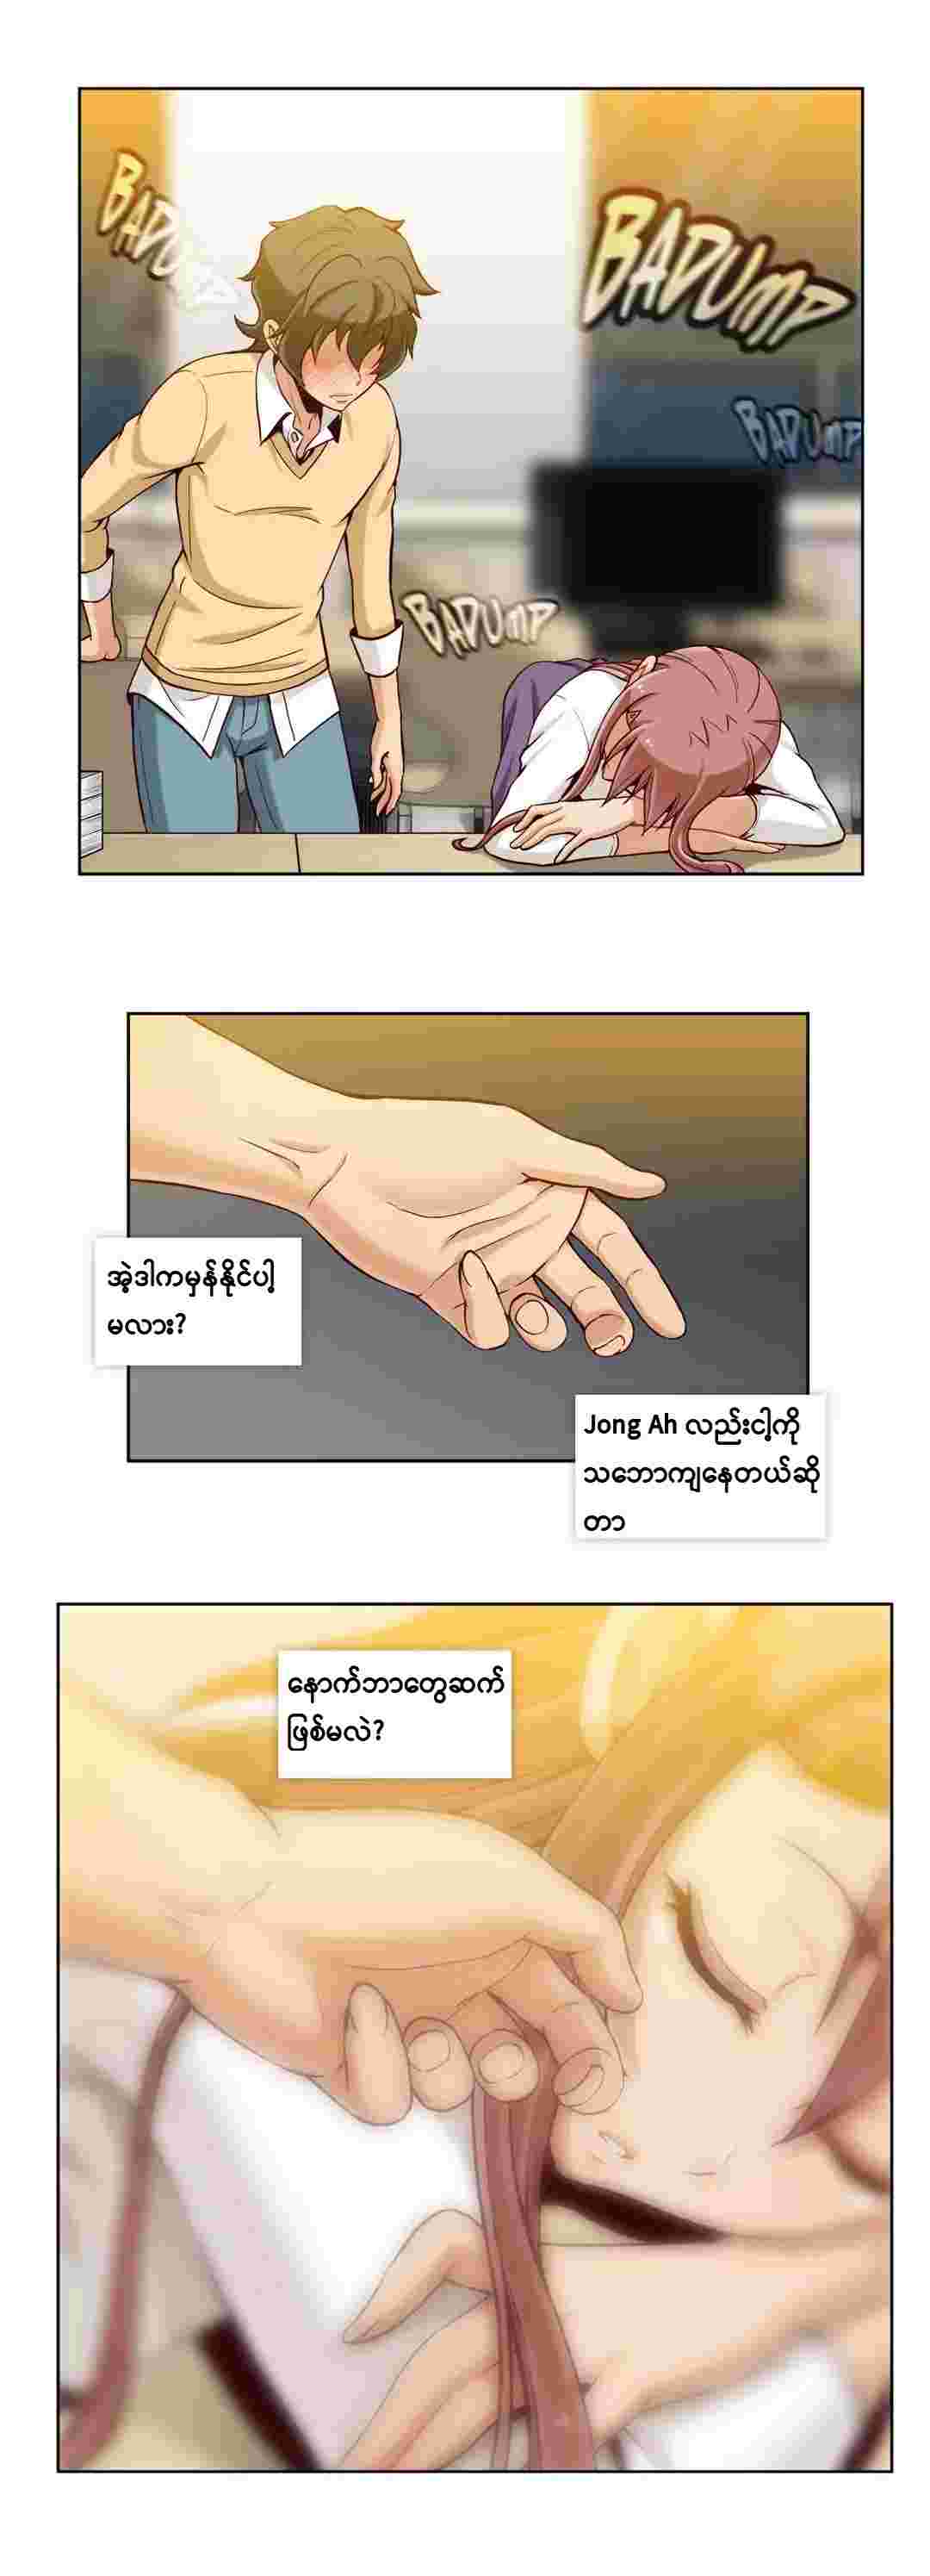 BADUMP
BADUMP
BADUMP
BADUMP
အဲ့ဒါကမှန်နိုင်ပါ့
မလား?
Jong Ah လည်းငါ့ကို
သဘောကျနေတယ်ဆို
တာ
နောက်ဘာတွေဆက်
ဖြစ်မလဲ?